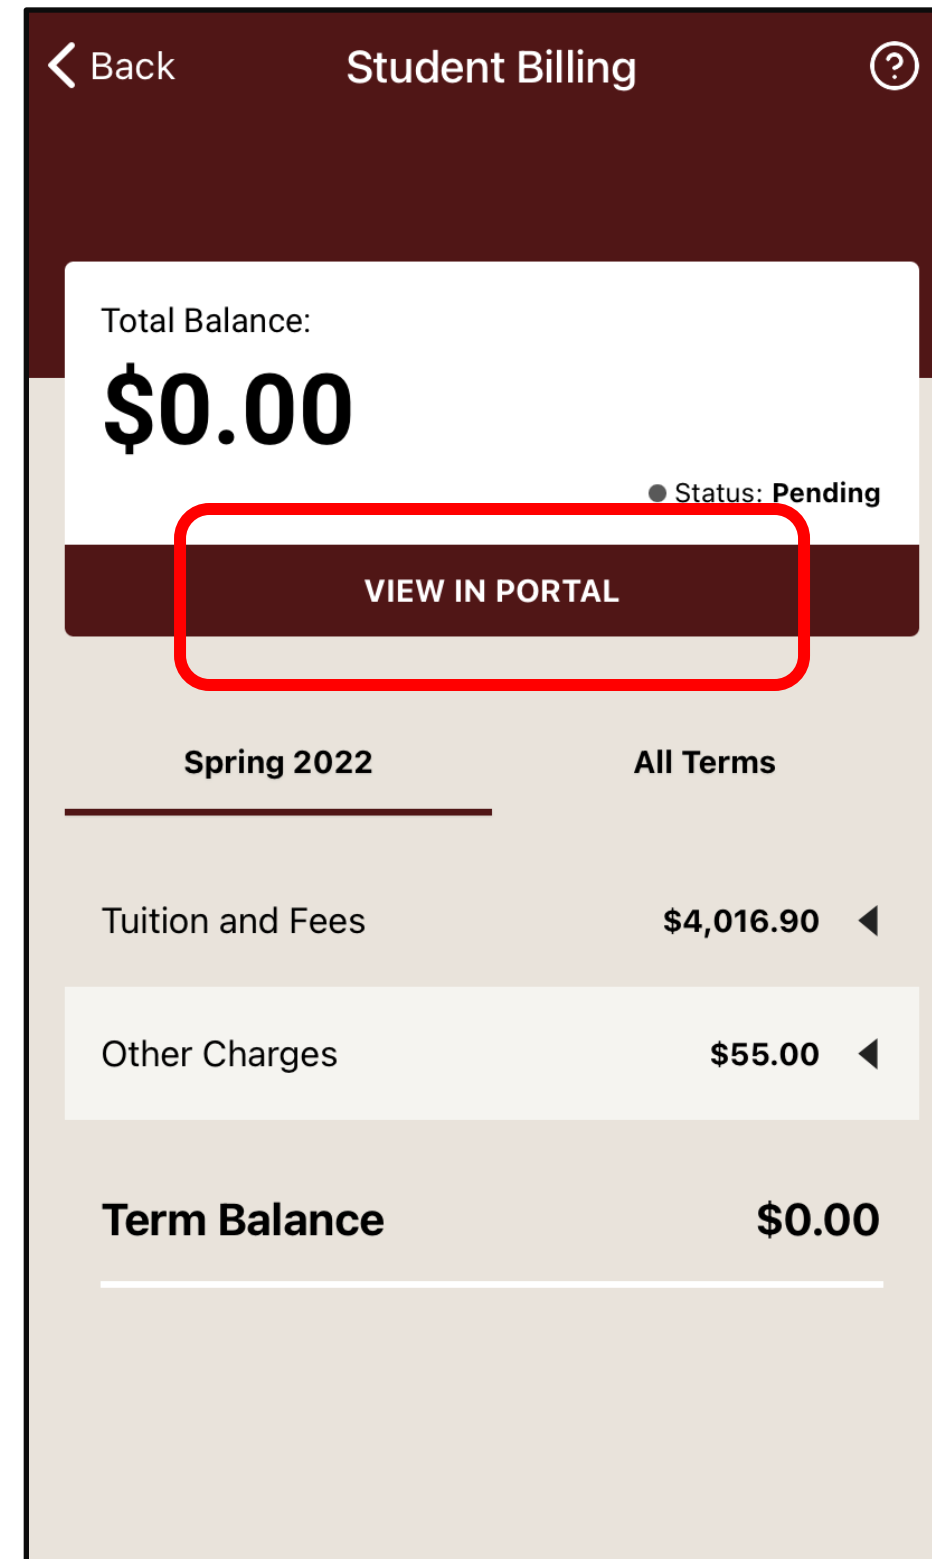 Back Student Billing ?
Total Balance:
$0.00
Status: Pending
VIEW IN PORTAL
Spring 2022 All Terms
Tuition and Fees $4,016.90
Other Charges $55.00
Term Balance $0.00